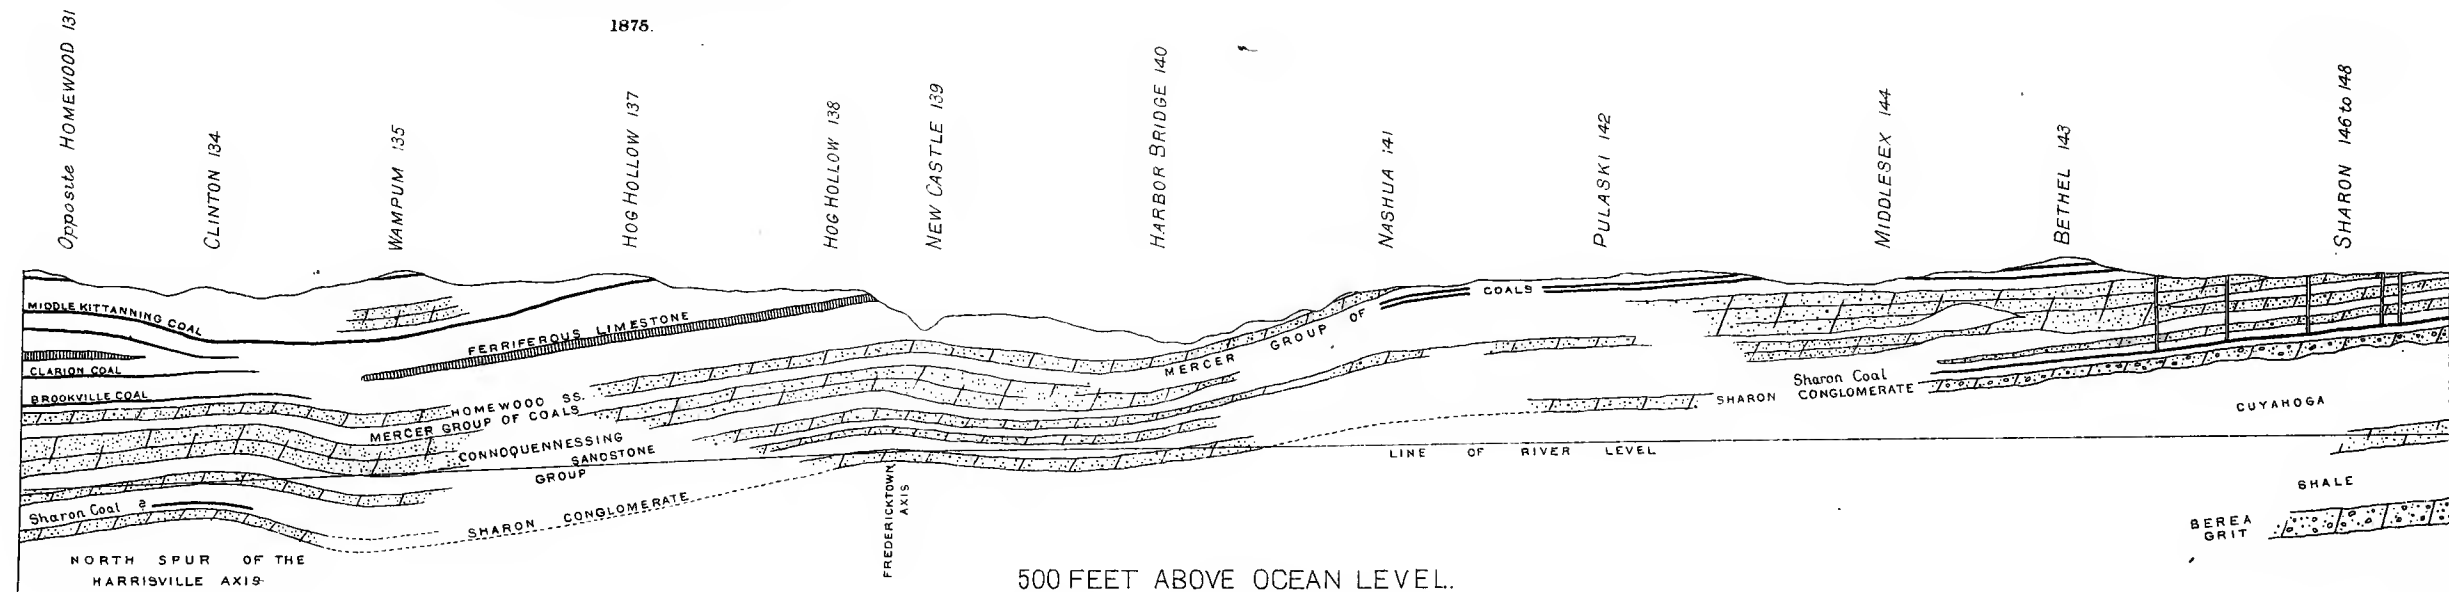 1875.
Opposite HOMEWOOD 131
CLINTON 134
WAMPUM 135
HOG HOLLOW 137
HOG HOLLOW 138
NEW CASTLE 139
HARBOR BRIDGE 140
NASHUA 141
PULASKI 142
MIDDLESEX 144
BETHEL 143
SHARON 146 to 148
MIDDLE KITTANNING COAL
FERRIFEROUS LIMESTONE
CLARION COAL
BROOKVILLE COAL
HOMEWOOD SS.
MERCER GROUP OF COALS
CONNOQUENNESSING
SANDSTONE
GROUP
MERCER GROUP OF COALS
Sharon Coal
SHARON CONGLOMERATE
CUYAHOGA
LINE OF RIVER LEVEL
SHALE
Sharon Coal ?
SHARON CONGLOMERATE
FREDERICKTOWN
AXIS
BEREA
GRIT
NORTH SPUR OF THE
HARRISVILLE AXIS
500 FEET ABOVE OCEAN LEVEL.